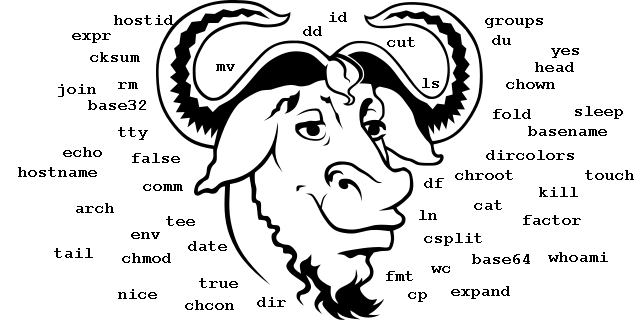 hostid
id
groups
expr
dd
cut
du
yes
cksum
mv
head
join
rm
ls
chown
base32
fold
sleep
tty
basename
echo
false
dircolors
hostname
comm
df
chroot
touch
kill
arch
cat
tee
ln
factor
env
csplit
tail
chmod
date
base64
whoami
wc
true
fmt
nice
chcon
dir
cp
expand